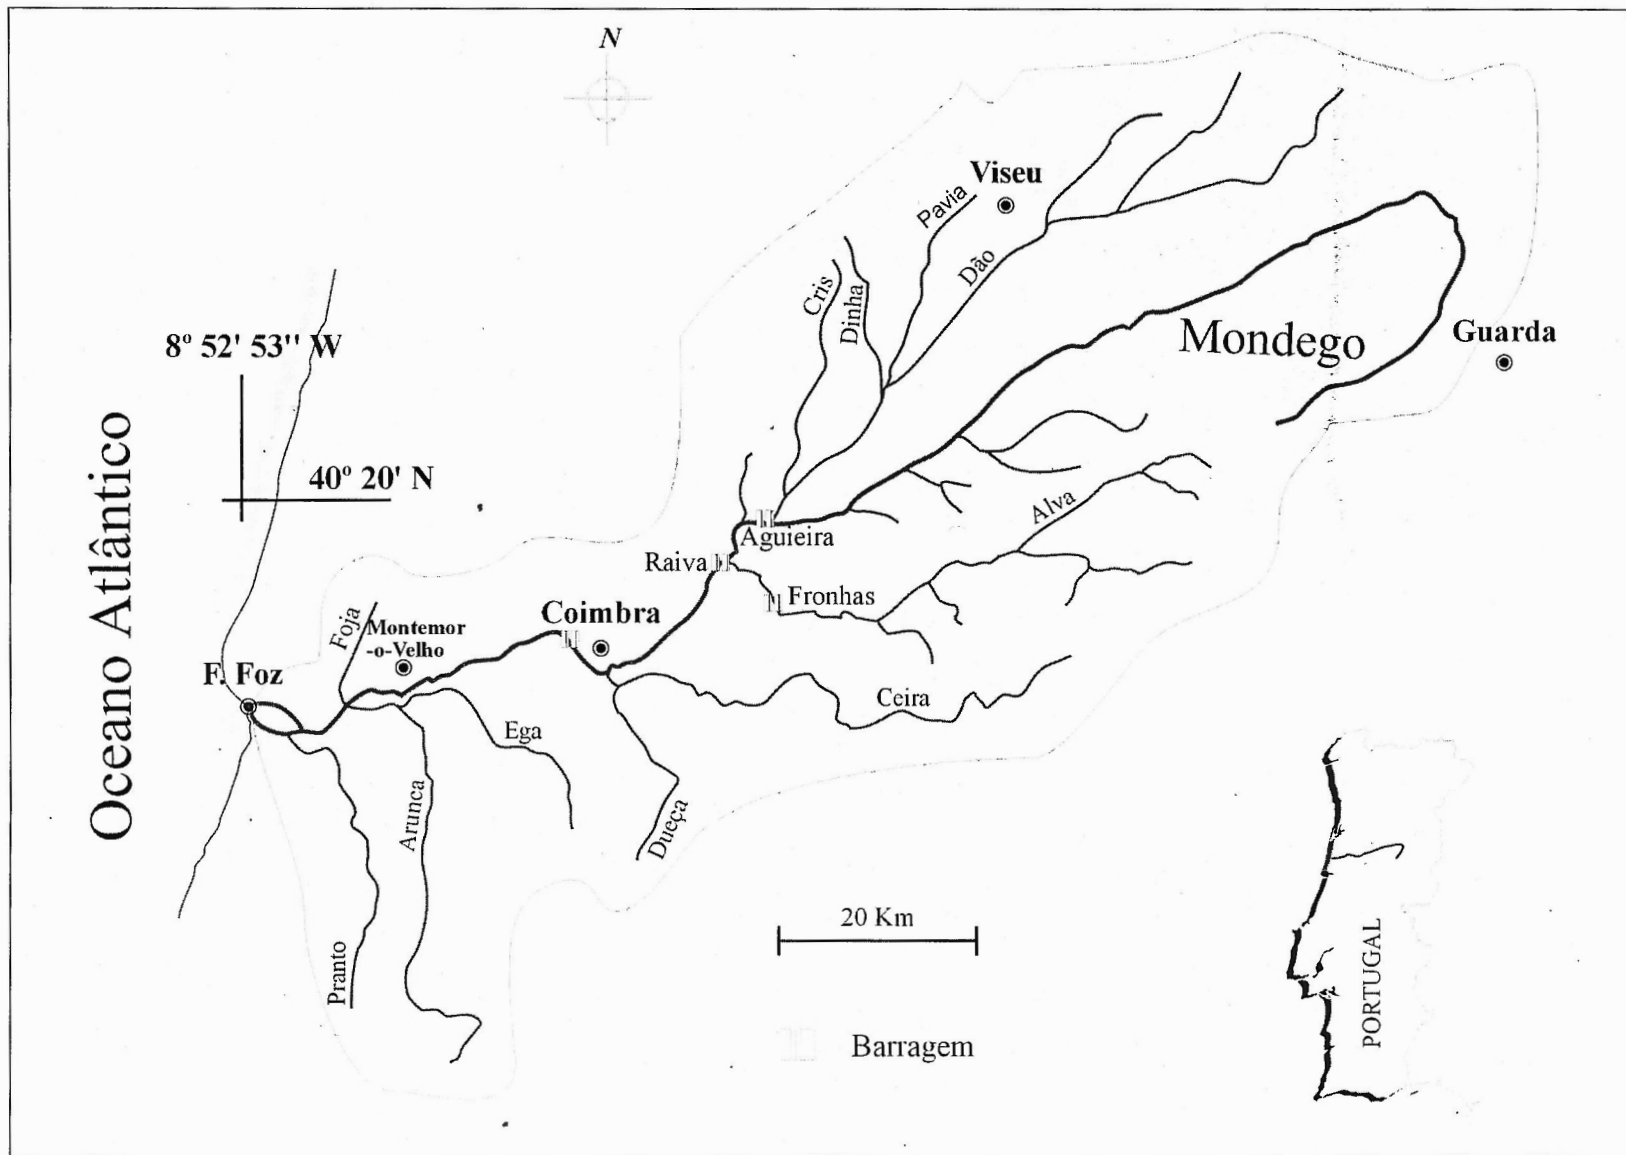 N
Viseu
Pavia
Dão
Cris
Dinha
8º 52' 53'' W
Mondego
Guarda
Oceano Atlântico
40º 20' N
Alva
Aguieira
Raiva
Fronhas
Coimbra
Foja
Montemor
-o-Velho
F. Foz
Ceira
Ega
Arunca
Dueça
20 Km
Pranto
PORTUGAL
Barragem